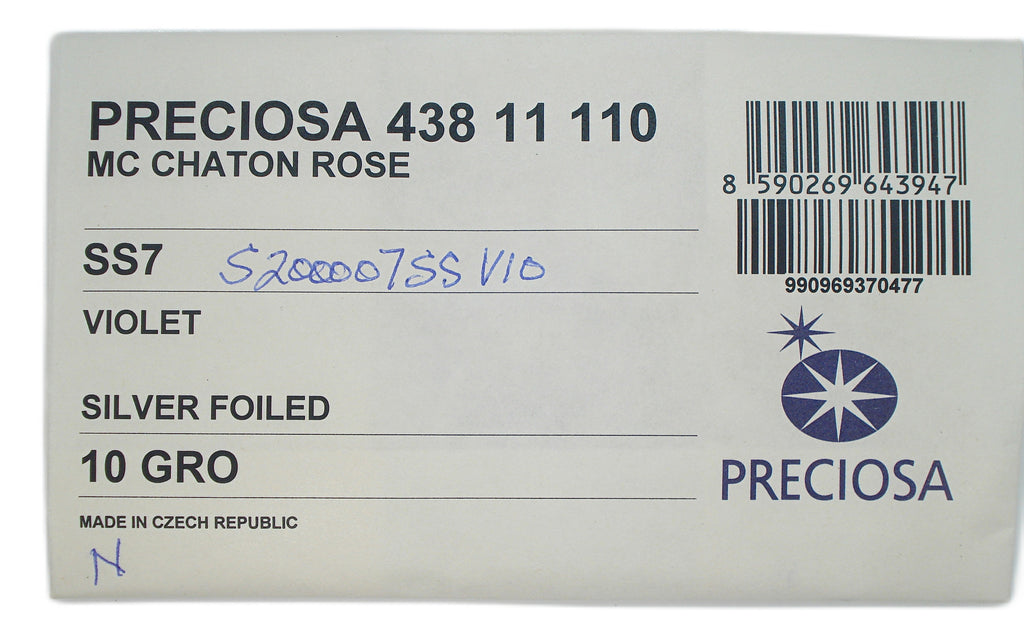 PRECIOSA 438 11 110
MC CHATON ROSE
8 590269 643947
SS7 S200007SS VIO
990969370477
VIOLET
SILVER FOILED
10 GRO
PRECIOSA
MADE IN CZECH REPUBLIC
N